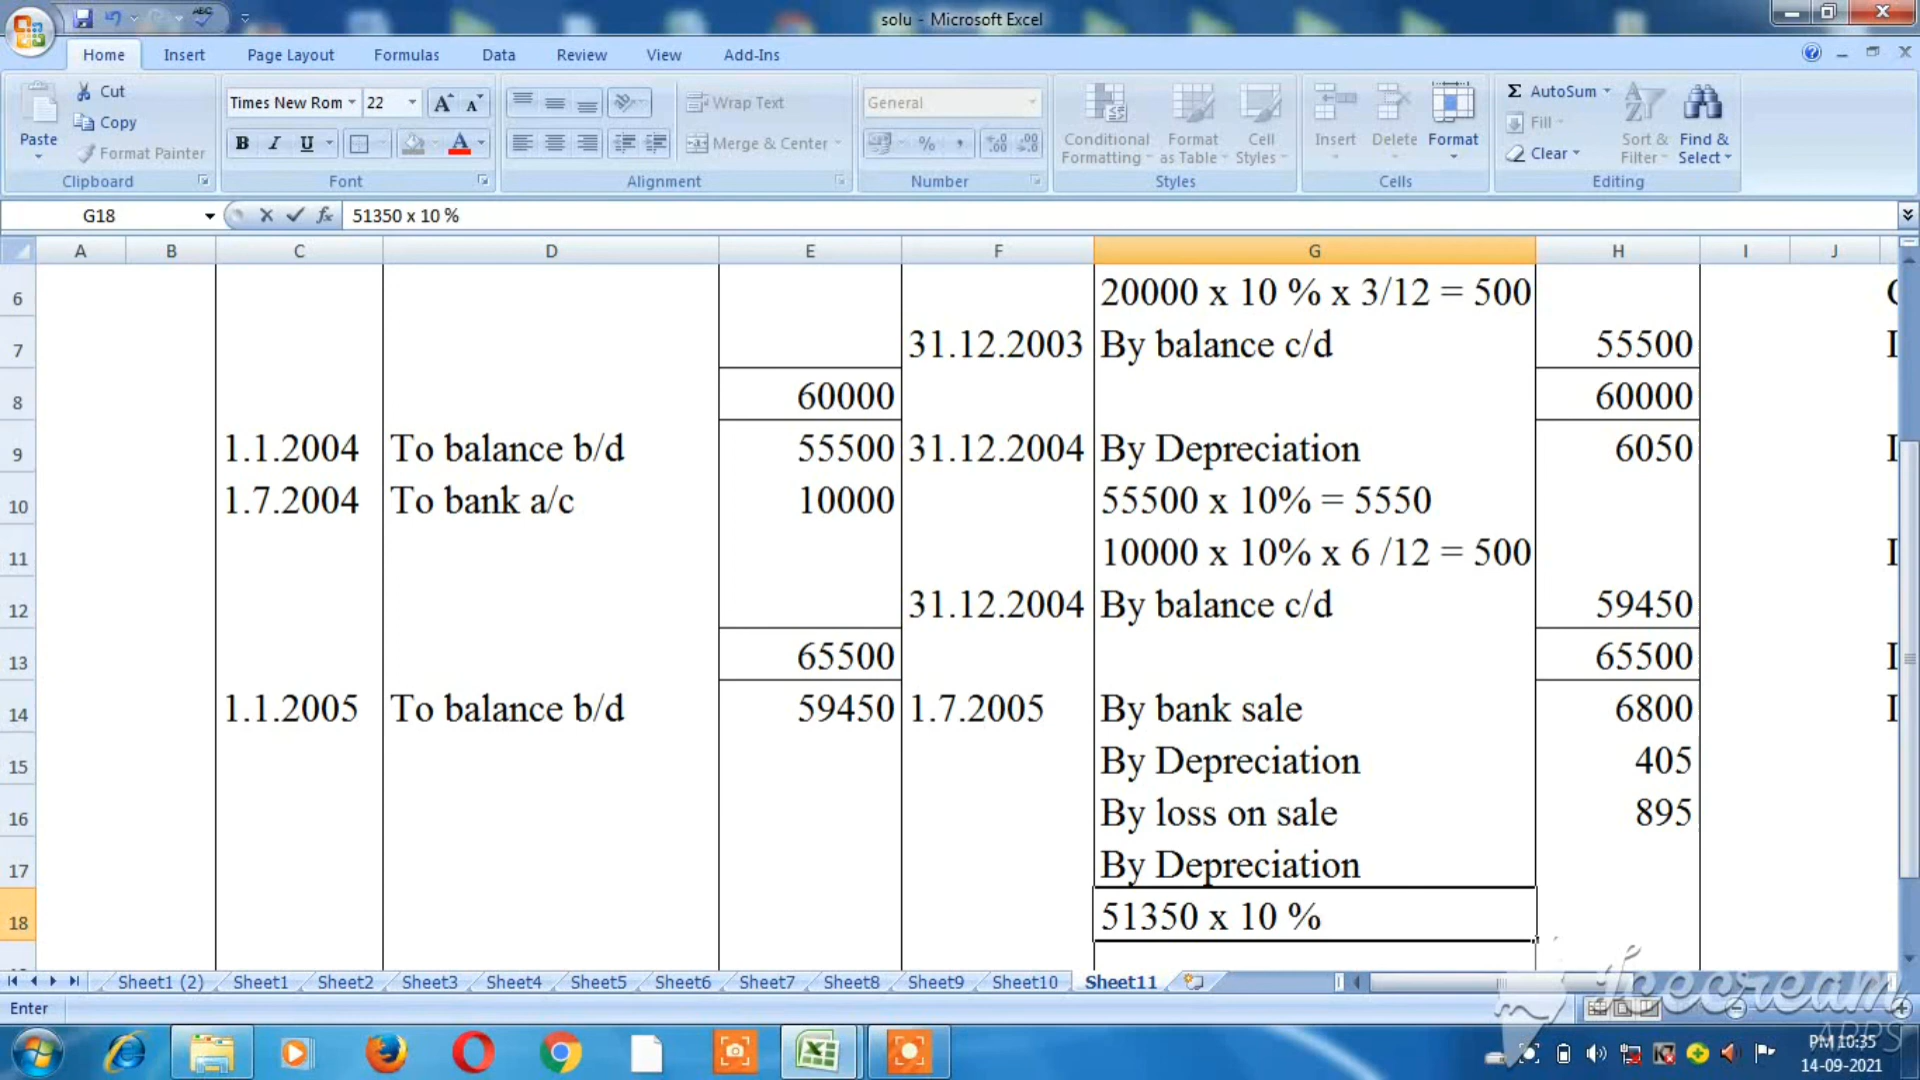 solu - Microsoft Excel
Home Insert Page Layout Formulas Data Review View Add-Ins
Paste Cut Copy Format Painter Clipboard
Times New Rom 22 B I U A Font
Wrap Text Merge & Center Alignment
General % , Number
Conditional Formatting Format as Table Cell Styles Styles
Insert Delete Format Cells
Σ AutoSum Fill Clear Sort & Filter Find & Select Editing
G18 fx 51350 x 10 %
A B C D E F G H I J
6 20000 x 10 % x 3/12 = 500
7 31.12.2003 By balance c/d 55500 I
8 60000 60000
9 1.1.2004 To balance b/d 55500 31.12.2004 By Depreciation 6050 I
10 1.7.2004 To bank a/c 10000 55500 x 10% = 5550
11 10000 x 10% x 6 /12 = 500 I
12 31.12.2004 By balance c/d 59450
13 65500 65500 I
14 1.1.2005 To balance b/d 59450 1.7.2005 By bank sale 6800 I
15 By Depreciation 405
16 By loss on sale 895
17 By Depreciation
18 51350 x 10 %
Sheet1 (2) Sheet1 Sheet2 Sheet3 Sheet4 Sheet5 Sheet6 Sheet7 Sheet8 Sheet9 Sheet10 Sheet11
Enter
Icecream
APPS
PM 10:35
14-09-2021